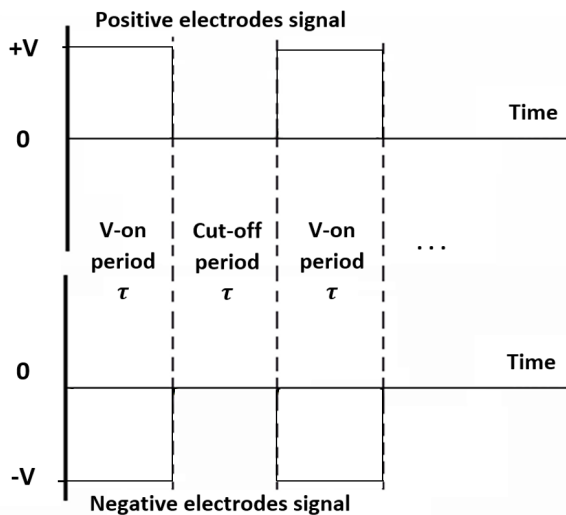 Positive electrodes signal
+V
Time
0
V-on period τ
Cut-off period τ
V-on period τ
...
0
Time
-V
Negative electrodes signal